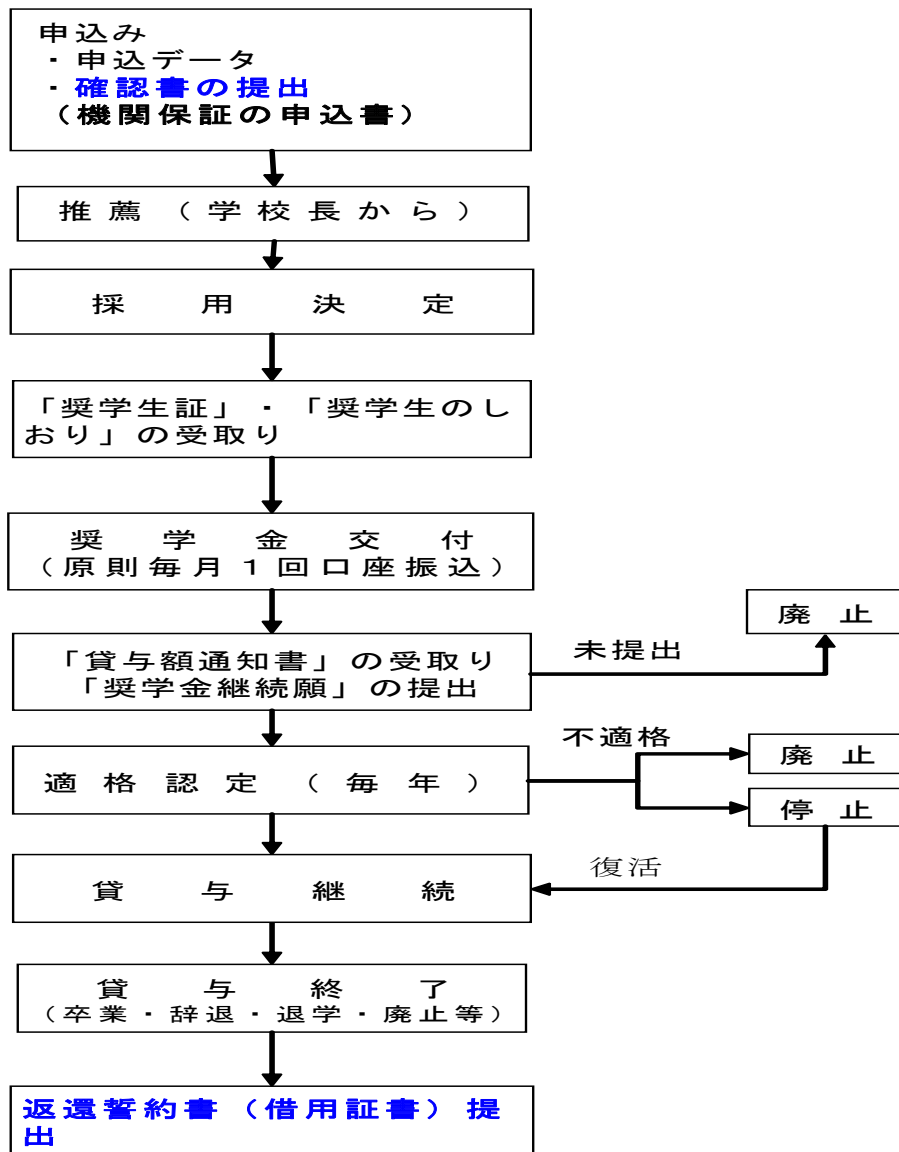 申込み
・申込データ
・確認書の提出
（機関保証の申込書）
推薦（学校長から）
採用決定
「奨学生証」・「奨学生のし
おり」の受取り
奨学金交付
（原則毎月１回口座振込）
廃止
「貸与額通知書」の受取り
「奨学金継続願」の提出
未提出
不適格
適格認定（毎年）
廃止
停止
復活
貸与継続
貸与終了
（卒業・辞退・退学・廃止等）
返還誓約書（借用証書）提
出